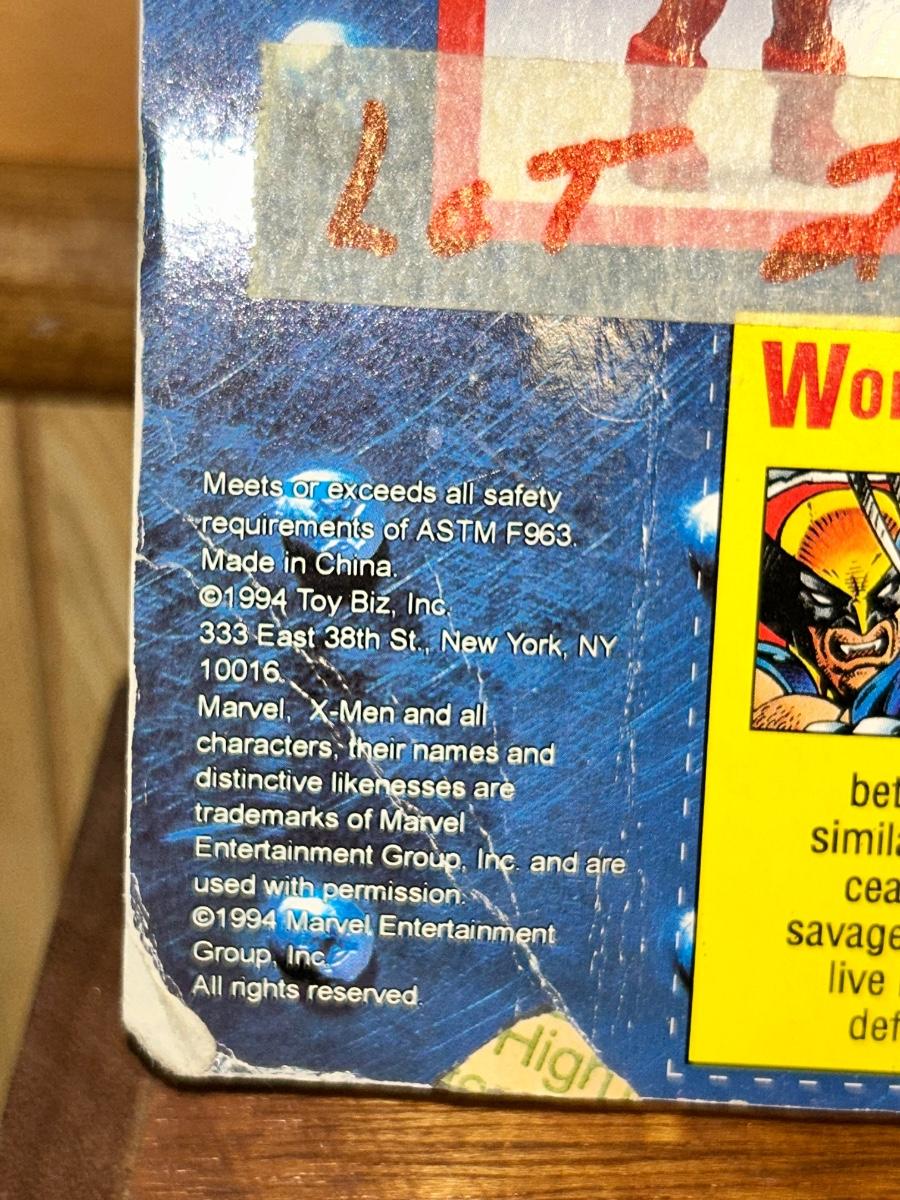 LOT
Meets or exceeds all safety
requirements of ASTM F963.
Made in China.
©1994 Toy Biz, Inc.
333 East 38th St., New York, NY
10016.
Marvel, X-Men and all
characters, their names and
distinctive likenesses are
trademarks of Marvel
Entertainment Group, Inc. and are
used with permission.
©1994 Marvel Entertainment
Group, Inc.
All rights reserved.
High
Wo
bet
simila
cea
savage
live
def